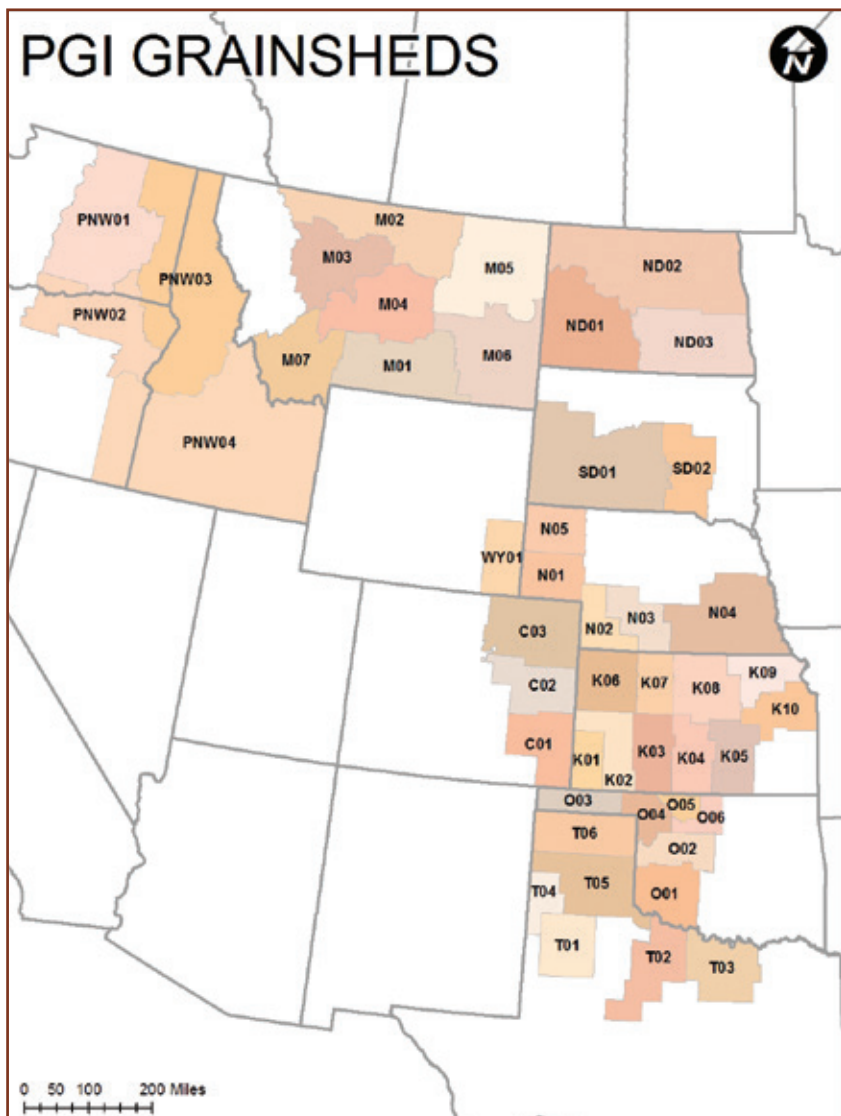 PGI GRAINSHEDS
N
PNW01
M02
PNW03
M03
M05
ND02
M04
PNW02
ND01
ND03
M07
M01
M06
PNW04
SD01
SD02
N05
WY01
N01
N04
N03
N02
C03
K09
C02
K06
K07
K08
K10
C01
K01
K03
K04
K05
K02
O03
O05
O04
O06
T06
O02
T05
T04
O01
T01
T02
T03
0 50 100 200 Miles